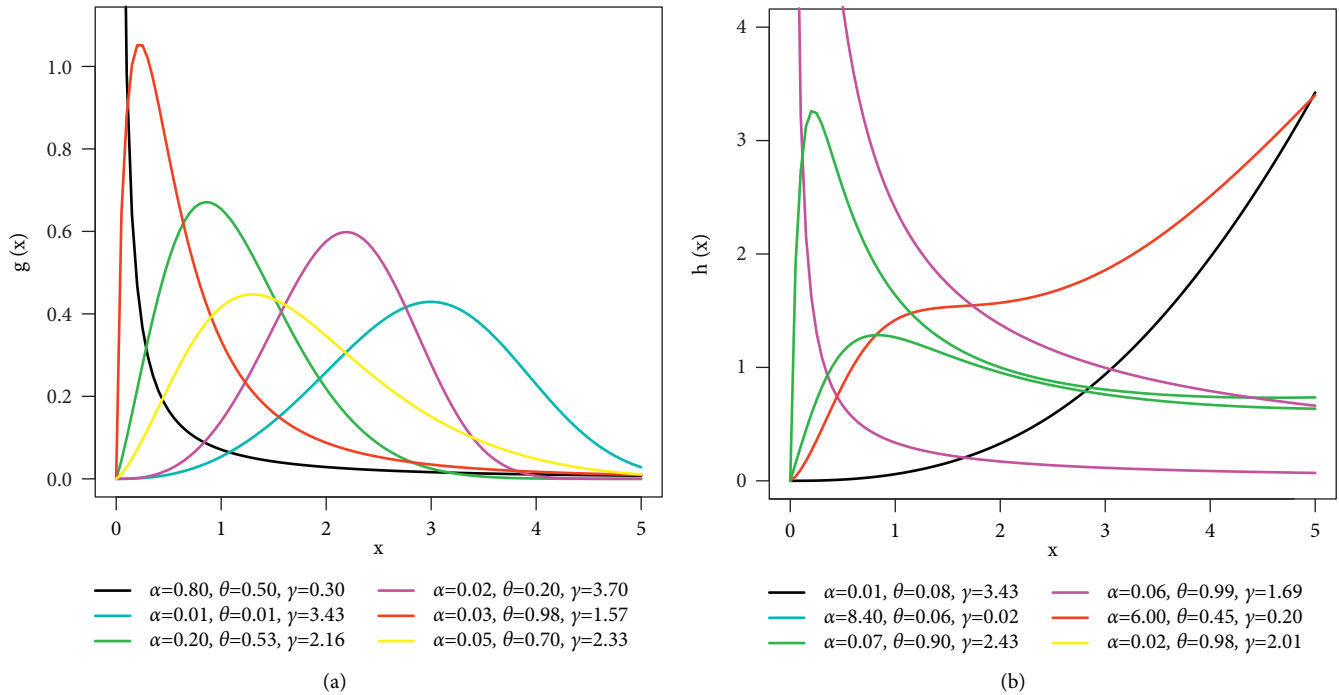 1.0
0.8
0.6
0.4
0.2
0.0
g (x)
0 1 2 3 4 5
x
α=0.80, θ=0.50, γ=0.30
α=0.01, θ=0.01, γ=3.43
α=0.20, θ=0.53, γ=2.16
α=0.02, θ=0.20, γ=3.70
α=0.03, θ=0.98, γ=1.57
α=0.05, θ=0.70, γ=2.33
(a)
4
3
2
1
0
h (x)
0 1 2 3 4 5
x
α=0.01, θ=0.08, γ=3.43
α=8.40, θ=0.06, γ=0.02
α=0.07, θ=0.90, γ=2.43
α=0.06, θ=0.99, γ=1.69
α=6.00, θ=0.45, γ=0.20
α=0.02, θ=0.98, γ=2.01
(b)